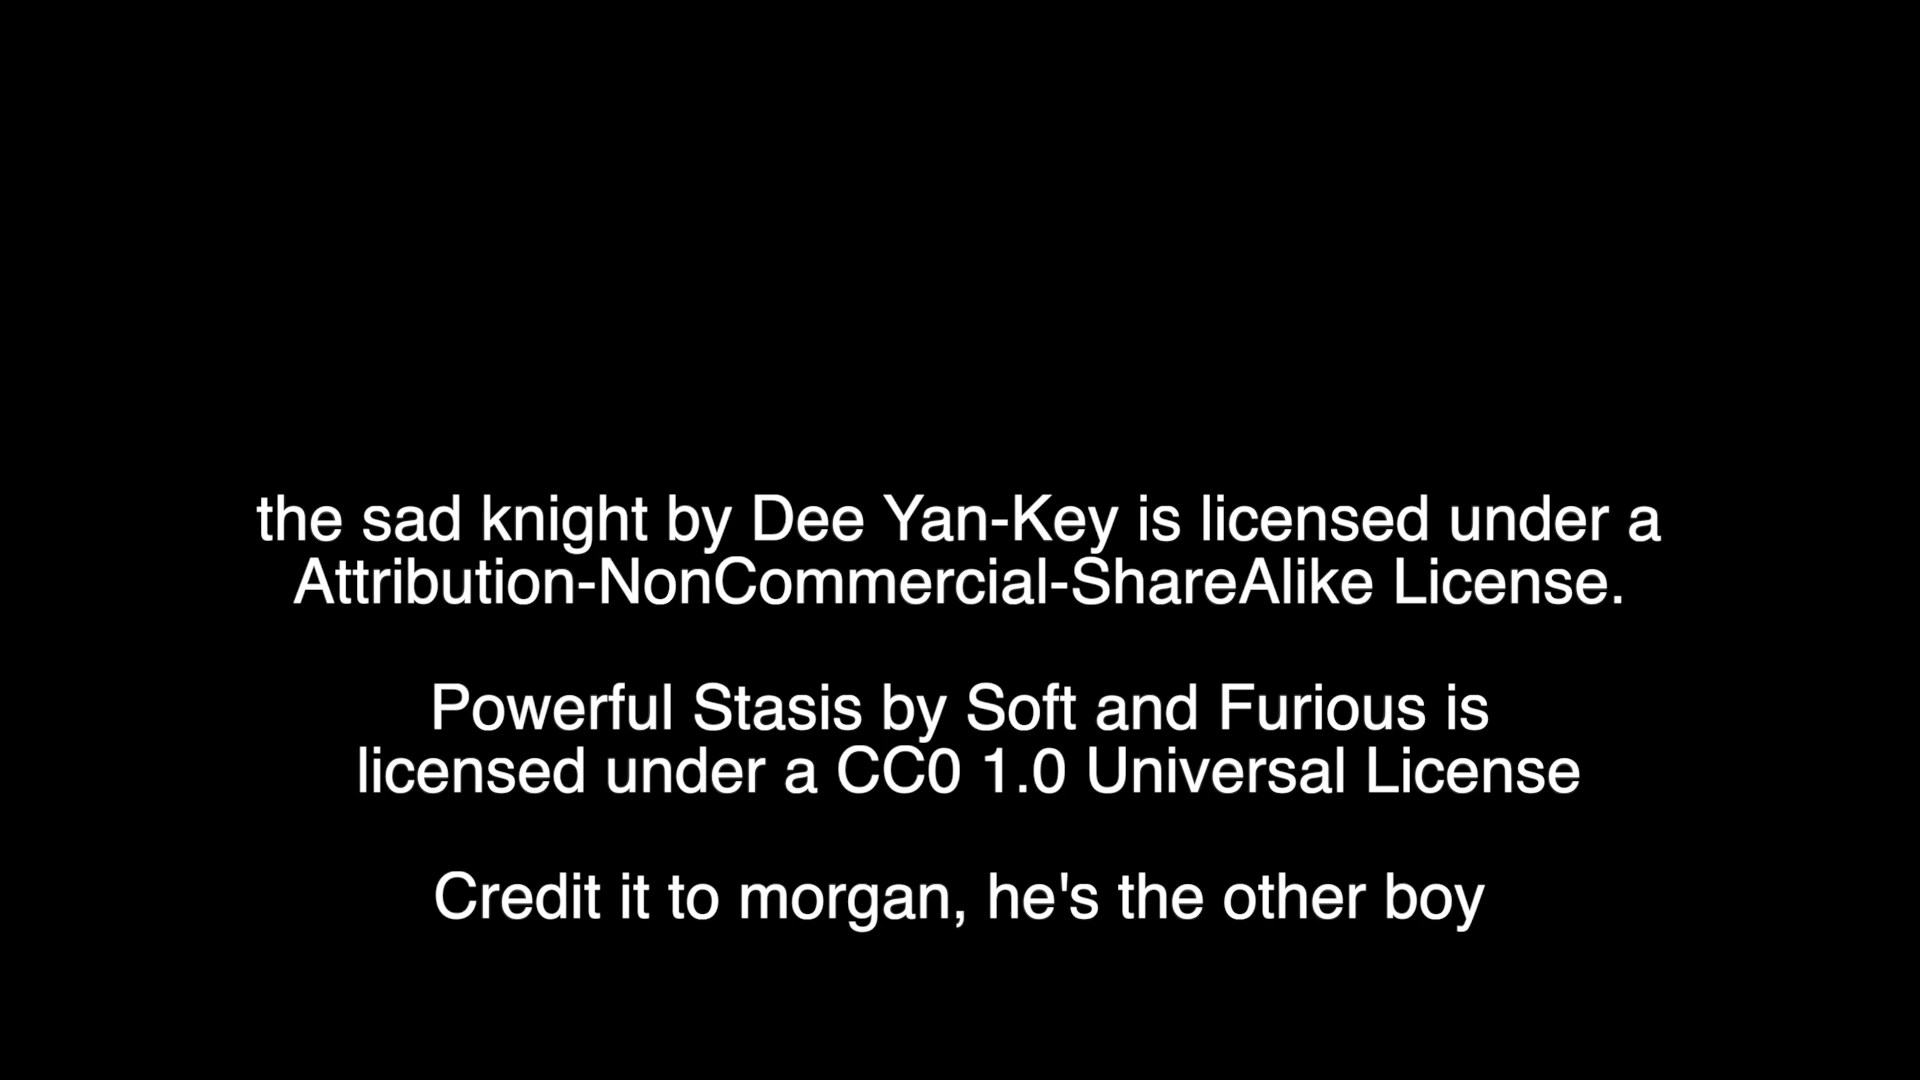 the sad knight by Dee Yan-Key is licensed under a
Attribution-NonCommercial-ShareAlike License.
Powerful Stasis by Soft and Furious is
licensed under a CC0 1.0 Universal License
Credit it to morgan, he's the other boy